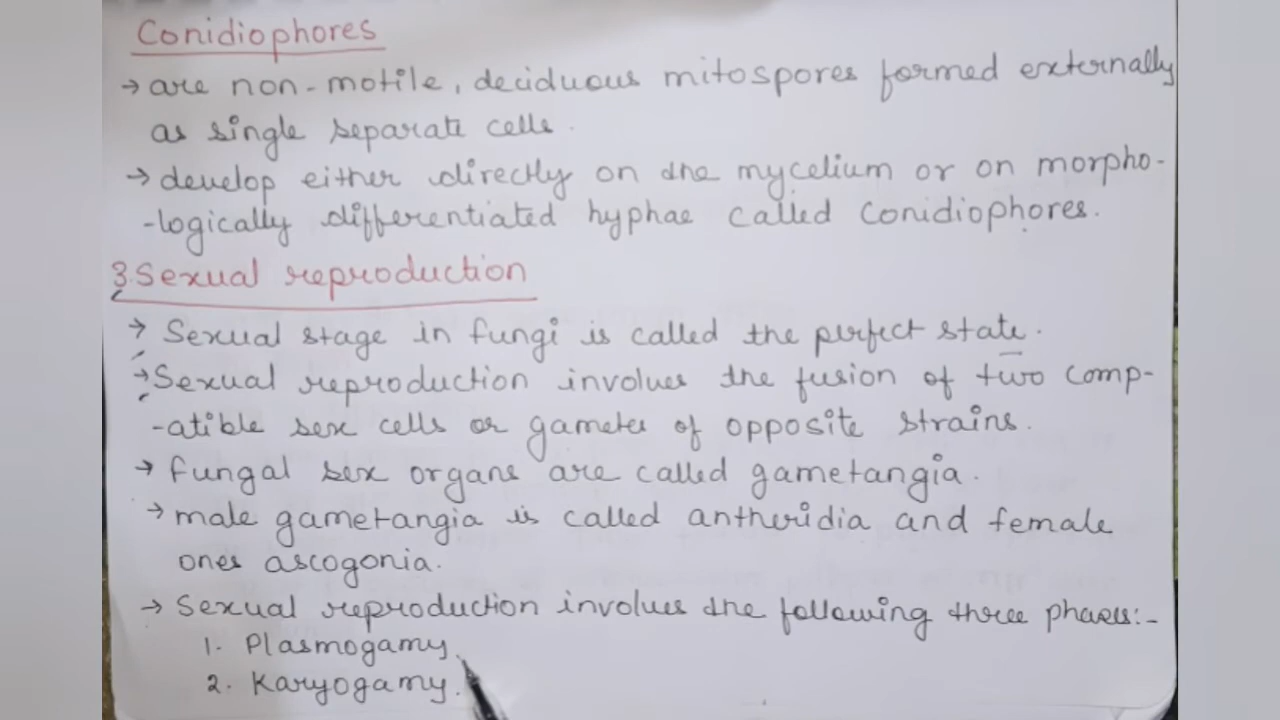 Conidiophores
→ are non-motile, deciduous mitospores formed externally
as single separate cells.
→ develop either directly on the mycelium or on morpho-
-logically differentiated hyphae called Conidiophores.
3. Sexual reproduction
→ Sexual stage in fungi is called the perfect state.
→ Sexual reproduction involves the fusion of two comp-
-atible sex cells or gametes of opposite strains.
→ fungal sex organs are called gametangia.
→ male gametangia is called antheridia and female
ones ascogonia.
→ Sexual reproduction involves the following three phases:-
1. Plasmogamy
2. Karyogamy.